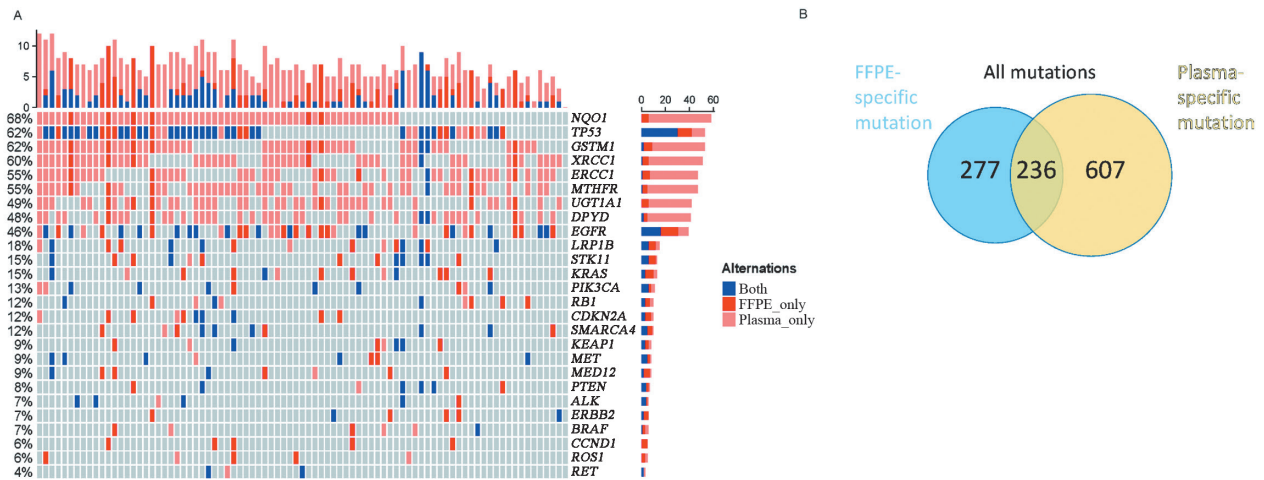 A
10
5
0
0 20 40 60
68% NQO1
62% TP53
62% GSTM1
60% XRCC1
55% ERCC1
55% MTHFR
49% UGT1A1
48% DPYD
46% EGFR
18% LRP1B
15% STK11
15% KRAS
13% PIK3CA
12% RB1
12% CDKN2A
12% SMARCA4
9% KEAP1
9% MET
9% MED12
8% PTEN
7% ALK
7% ERBB2
7% BRAF
6% CCND1
6% ROS1
4% RET
Alternations
Both
FFPE_only
Plasma_only
B
All mutations
FFPE-
specific
mutation
Plasma-
specific
mutation
277 236 607